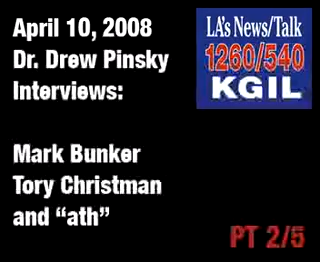 April 10, 2008
Dr. Drew Pinsky
Interviews:
Mark Bunker
Tory Christman
and “ath”
LA's News/Talk
1260/540
KGIL
PT 2/5